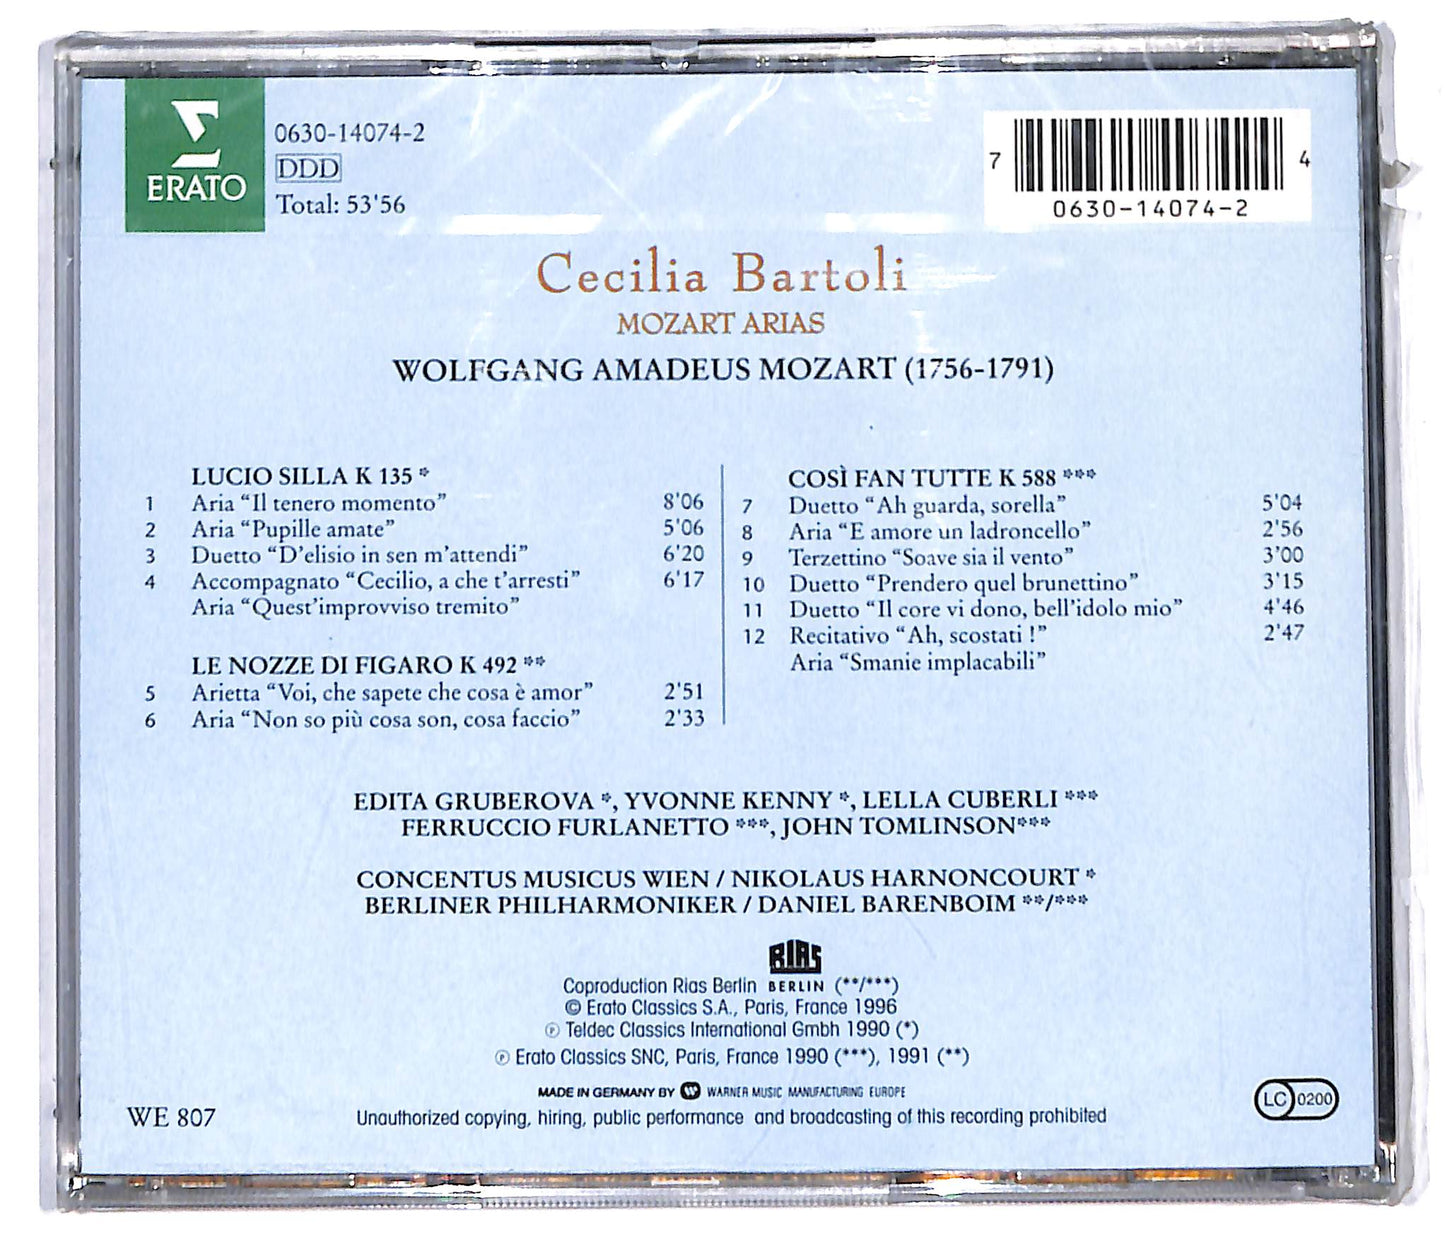 ERATO
0630-14074-2
DDD
Total: 53'56
7 4
0630-14074-2
Cecilia Bartoli
MOZART ARIAS
WOLFGANG AMADEUS MOZART (1756-1791)
LUCIO SILLA K 135 *
1 Aria “Il tenero momento” 8'06
2 Aria “Pupille amate” 5'06
3 Duetto “D'elisio in sen m'attendi” 6'20
4 Accompagnato “Cecilio, a che t'arresti” 6'17
Aria “Quest'improvviso tremito”
LE NOZZE DI FIGARO K 492 **
5 Arietta “Voi, che sapete che cosa è amor” 2'51
6 Aria “Non so più cosa son, cosa faccio” 2'33
COSÌ FAN TUTTE K 588 ***
7 Duetto “Ah guarda, sorella” 5'04
8 Aria “E amore un ladroncello” 2'56
9 Terzettino “Soave sia il vento” 3'00
10 Duetto “Prendero quel brunettino” 3'15
11 Duetto “Il core vi dono, bell'idolo mio” 4'46
12 Recitativo “Ah, scostati !” 2'47
Aria “Smanie implacabili”
EDITA GRUBEROVA *, YVONNE KENNY *, LELLA CUBERLI ***
FERRUCCIO FURLANETTO ***, JOHN TOMLINSON***
CONCENTUS MUSICUS WIEN / NIKOLAUS HARNONCOURT *
BERLINER PHILHARMONIKER / DANIEL BARENBOIM **/***
RIAS
Coproduction Rias Berlin BERLIN (**/***)
© Erato Classics S.A., Paris, France 1996
℗ Teldec Classics International Gmbh 1990 (*)
℗ Erato Classics SNC, Paris, France 1990 (***), 1991 (**)
MADE IN GERMANY BY WARNER MUSIC MANUFACTURING EUROPE
WE 807
Unauthorized copying, hiring, public performance and broadcasting of this recording prohibited
LC 0200